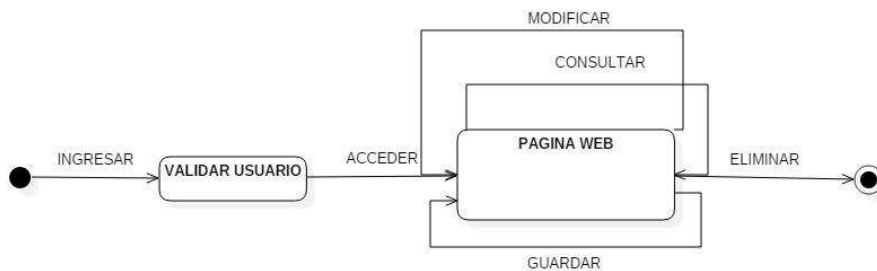 MODIFICAR
CONSULTAR
PAGINA WEB
INGRESAR
VALIDAR USUARIO
ACCEDER
ELIMINAR
GUARDAR